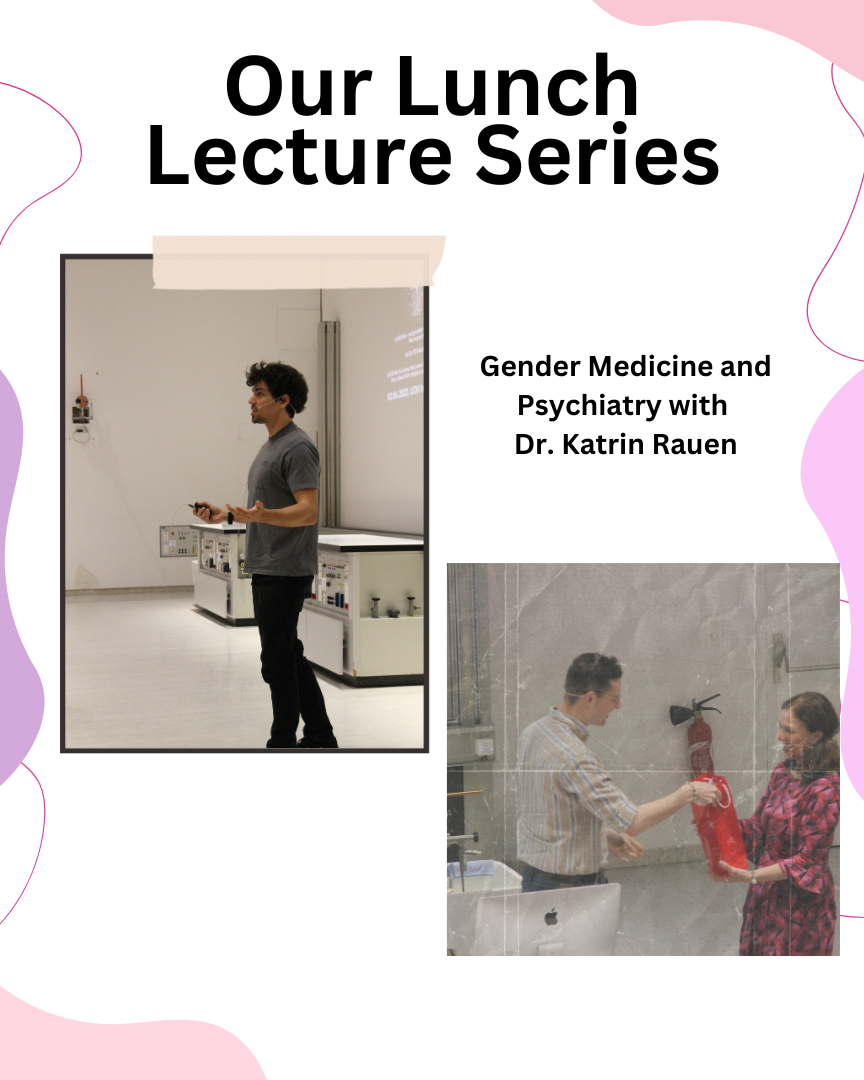 Our Lunch
Lecture Series
Gender Medicine and
Psychiatry with
Dr. Katrin Rauen